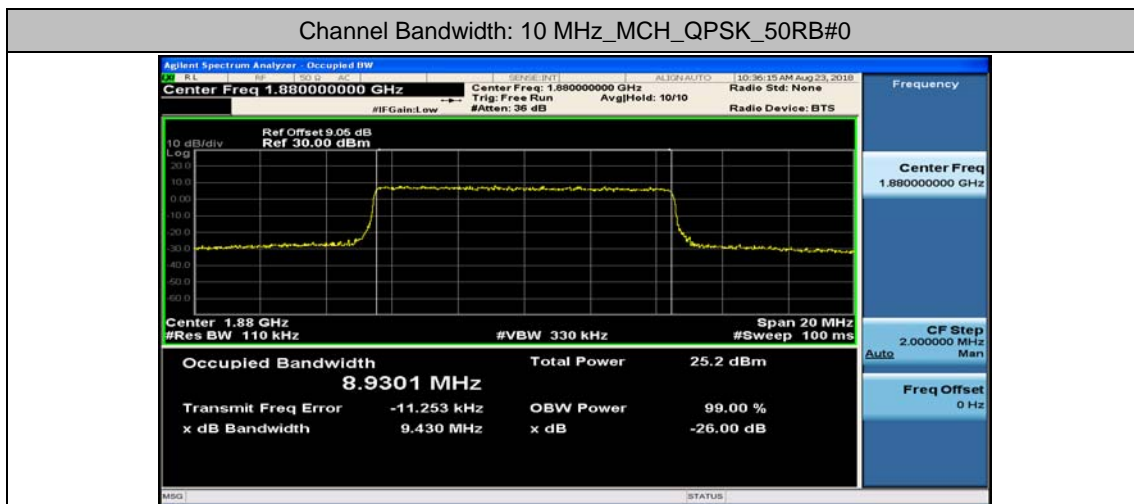 Channel Bandwidth: 10 MHz_MCH_QPSK_50RB#0
Agilent Spectrum Analyzer - Occupied BW
LXI RL RF 50 Ω AC SENSE:INT ALIGN AUTO 10:36:15 AM Aug 23, 2018
Center Freq 1.880000000 GHz
Center Freq: 1.880000000 GHz
Radio Std: None
Trig: Free Run Avg|Hold: 10/10
#IFGain:Low
#Atten: 36 dB
Radio Device: BTS
Ref Offset 9.05 dB
10 dB/div Ref 30.00 dBm
Log
20.0
10.0
0.00
-10.0
-20.0
-30.0
-40.0
-50.0
-60.0
Center 1.88 GHz Span 20 MHz
#Res BW 110 kHz #VBW 330 kHz #Sweep 100 ms
Occupied Bandwidth Total Power 25.2 dBm
8.9301 MHz
Transmit Freq Error -11.253 kHz OBW Power 99.00 %
x dB Bandwidth 9.430 MHz x dB -26.00 dB
MSG STATUS
Frequency
Center Freq
1.880000000 GHz
CF Step
2.000000 MHz
Auto Man
Freq Offset
0 Hz